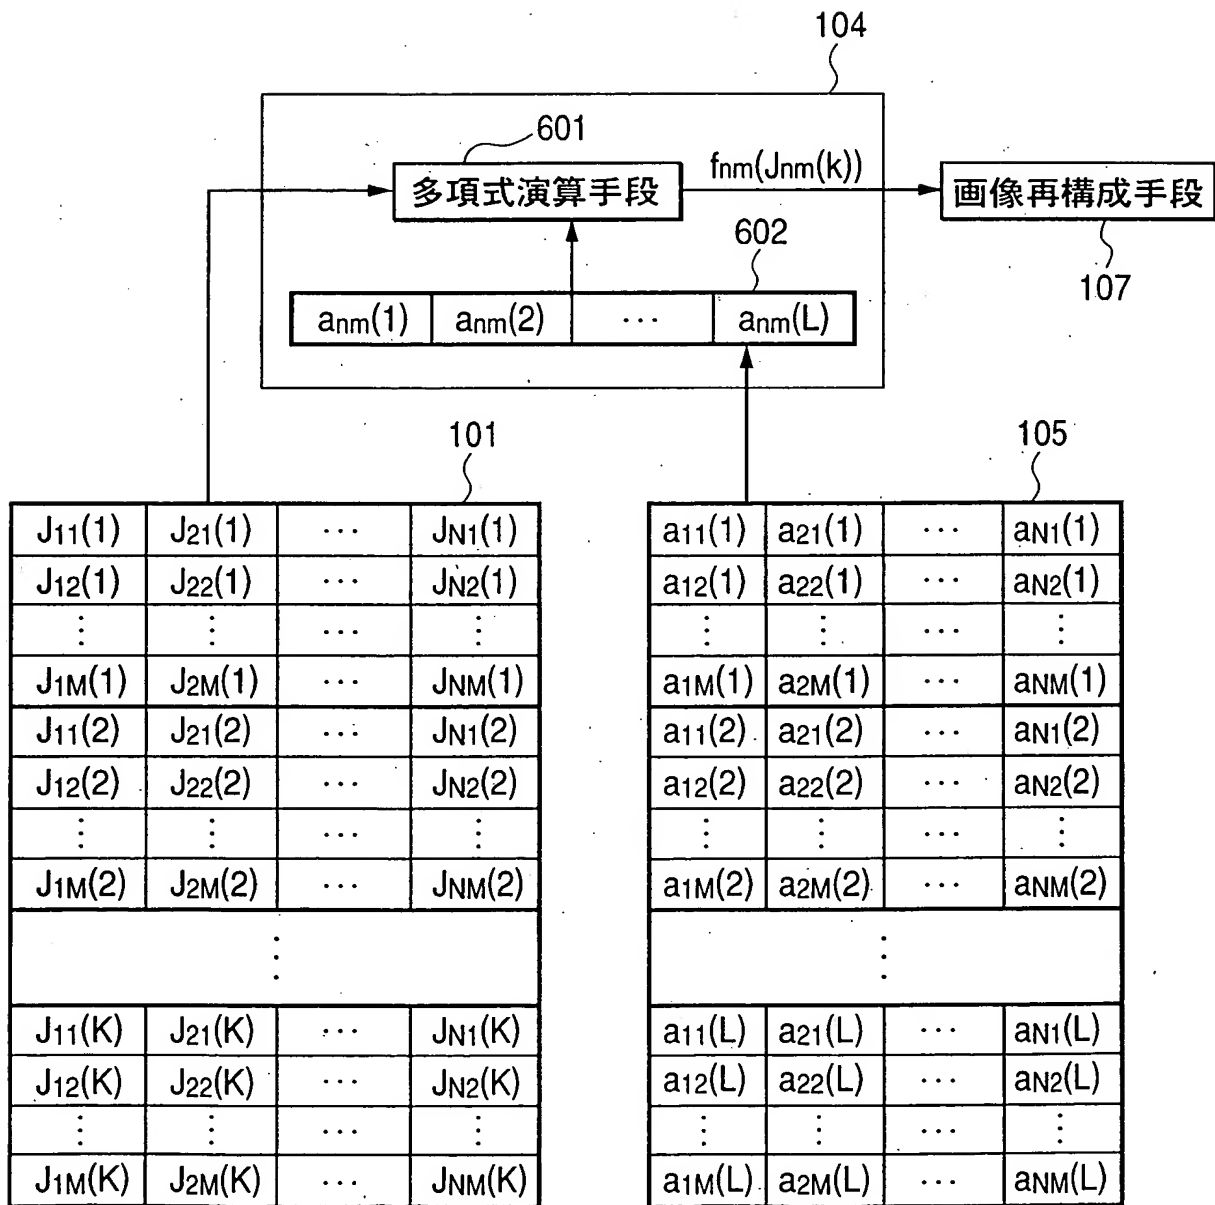 104
601
多項式演算手段
fnm(Jnm(k))
画像再構成手段
107
602
anm(1) anm(2) ... anm(L)
101
J11(1) J21(1) ... JN1(1)
J12(1) J22(1) ... JN2(1)
⋮ ⋮ ... ⋮
J1M(1) J2M(1) ... JNM(1)
J11(2) J21(2) ... JN1(2)
J12(2) J22(2) ... JN2(2)
⋮ ⋮ ... ⋮
J1M(2) J2M(2) ... JNM(2)
⋮
J11(K) J21(K) ... JN1(K)
J12(K) J22(K) ... JN2(K)
⋮ ⋮ ... ⋮
J1M(K) J2M(K) ... JNM(K)
105
a11(1) a21(1) ... aN1(1)
a12(1) a22(1) ... aN2(1)
⋮ ⋮ ... ⋮
a1M(1) a2M(1) ... aNM(1)
a11(2) a21(2) ... aN1(2)
a12(2) a22(2) ... aN2(2)
⋮ ⋮ ... ⋮
a1M(2) a2M(2) ... aNM(2)
⋮
a11(L) a21(L) ... aN1(L)
a12(L) a22(L) ... aN2(L)
⋮ ⋮ ... ⋮
a1M(L) a2M(L) ... aNM(L)